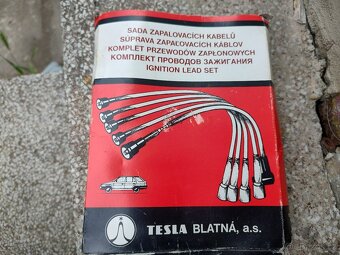 SADA ZAPALOVACÍCH KABELŮ
SÚPRAVA ZAPAĽOVACÍCH KÁBLOV
KOMPLET PRZEWODÓW ZAPŁONOWYCH
КОМПЛЕКТ ПРОВОДОВ ЗАЖИГАНИЯ
IGNITION LEAD SET
TESLA BLATNÁ, a.s.